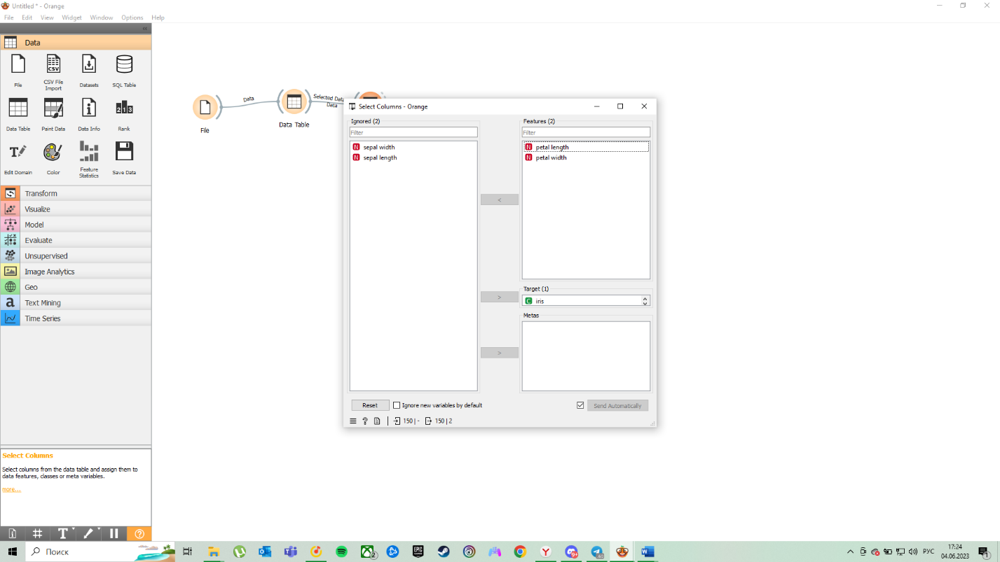 Untitled * - Orange
File Edit View Widget Window Options Help
Data
File
CSV File Import
Datasets
SQL Table
Data Table
Paint Data
Data Info
Rank
Edit Domain
Color
Feature Statistics
Save Data
Transform
Visualize
Model
Evaluate
Unsupervised
Image Analytics
Geo
Text Mining
Time Series
Select Columns
Select columns from the data table and assign them to
data features, classes or meta variables.
more...
File
Data
Data Table
Selected Data
Data
Select Columns - Orange
Ignored (2)
Filter
N sepal width
N sepal length
<
>
>
Features (2)
Filter
N petal length
N petal width
Target (1)
C iris
Metas
Reset
Ignore new variables by default
Send Automatically
150 | -
150 | 2
Поиск
РУС
17:24
04.06.2023